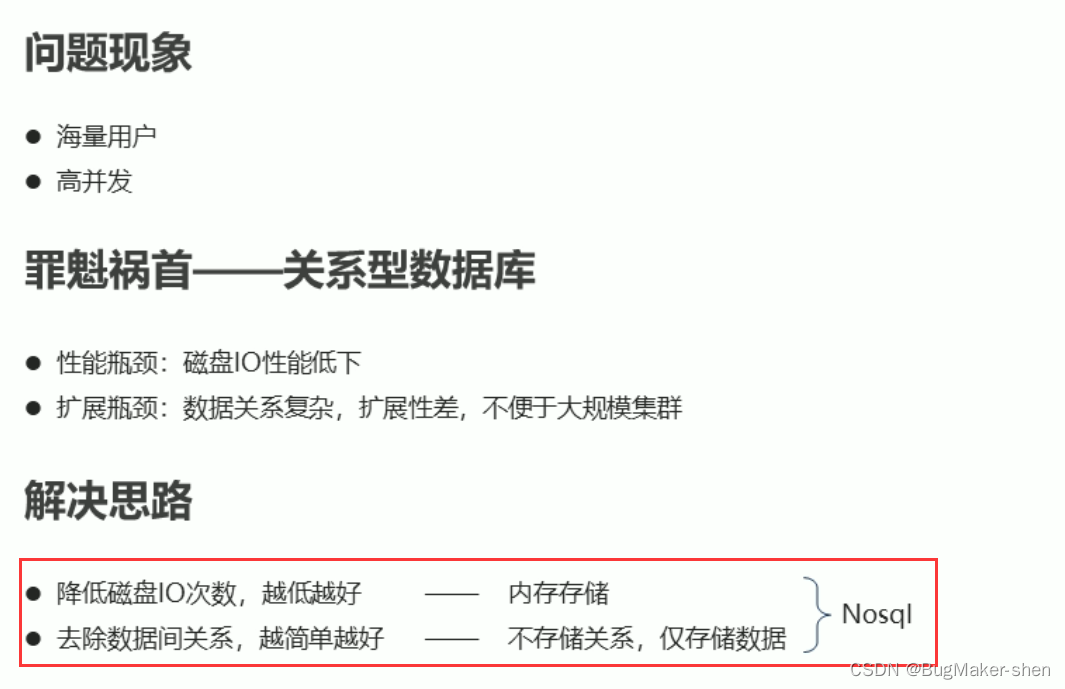 问题现象
● 海量用户
● 高并发
罪魁祸首——关系型数据库
● 性能瓶颈：磁盘IO性能低下
● 扩展瓶颈：数据关系复杂，扩展性差，不便于大规模集群
解决思路
● 降低磁盘IO次数，越低越好 —— 内存存储
● 去除数据间关系，越简单越好 —— 不存储关系，仅存储数据
Nosql
CSDN @BugMaker-shen